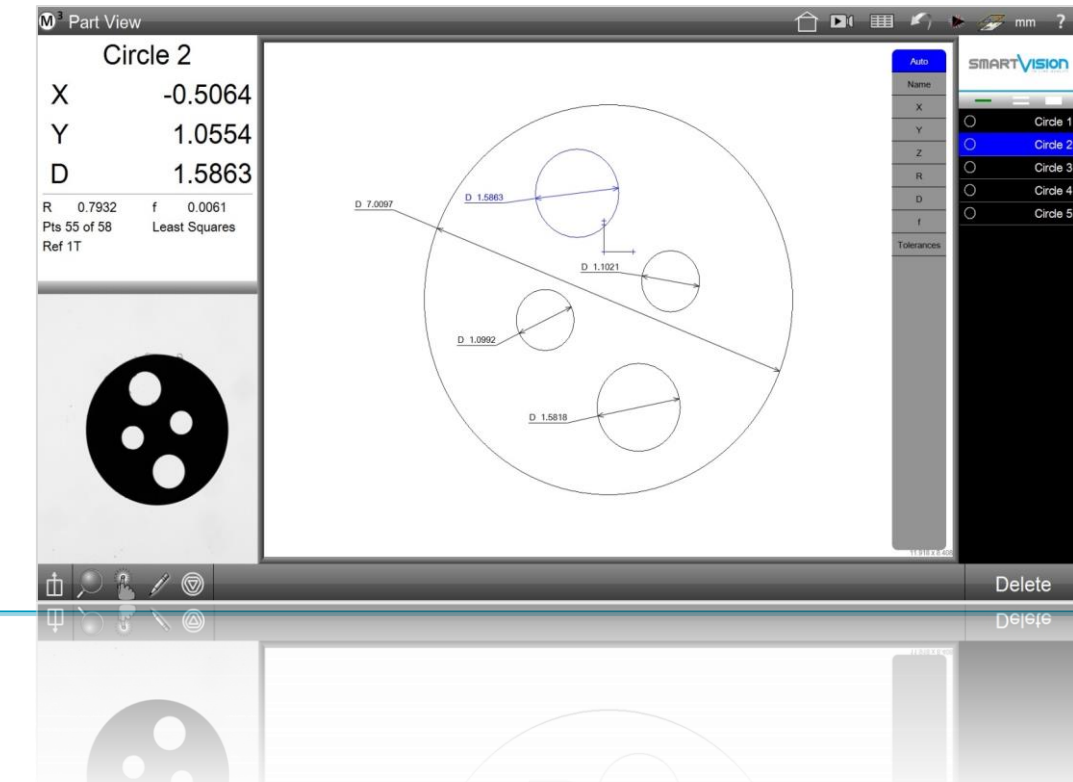 M3 Part View
mm ?
Circle 2
X -0.5064
Y 1.0554
D 1.5863
R 0.7932 f 0.0061
Pts 55 of 58 Least Squares
Ref 1T
D 1.5863
D 7.0097
D 1.1021
D 1.0992
D 1.5818
Auto
Name
X
Y
Z
R
D
f
Tolerances
SMARTVISION
Circle 1
Circle 2
Circle 3
Circle 4
Circle 5
Delete